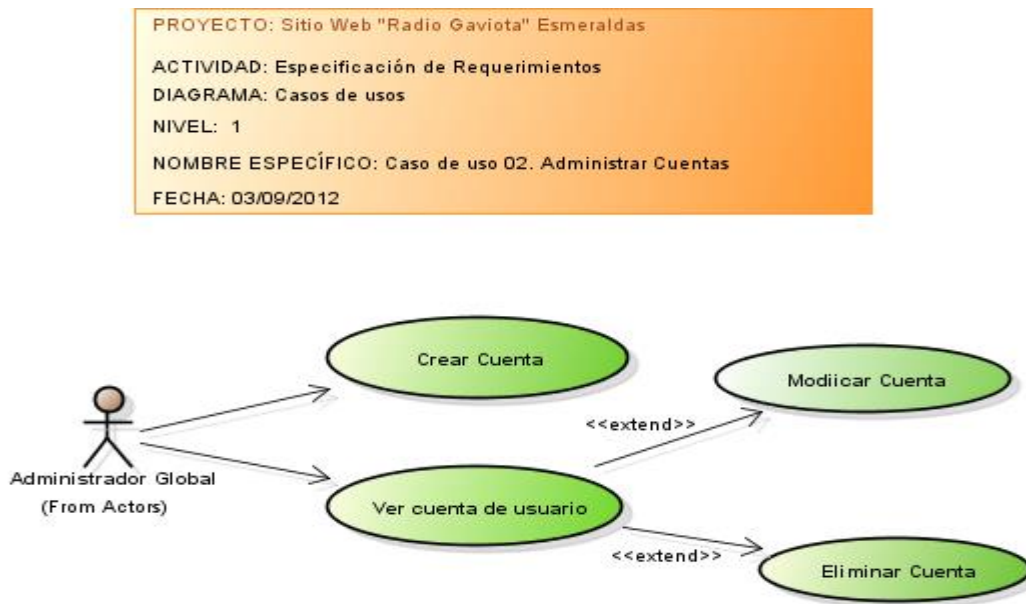 PROYECTO: Sitio Web "Radio Gaviota" Esmeraldas
ACTIVIDAD: Especificación de Requerimientos
DIAGRAMA: Casos de usos
NIVEL: 1
NOMBRE ESPECÍFICO: Caso de uso 02. Administrar Cuentas
FECHA: 03/09/2012
Crear Cuenta
Modiicar Cuenta
<<extend>>
Administrador Global
(From Actors)
Ver cuenta de usuario
<<extend>>
Eliminar Cuenta